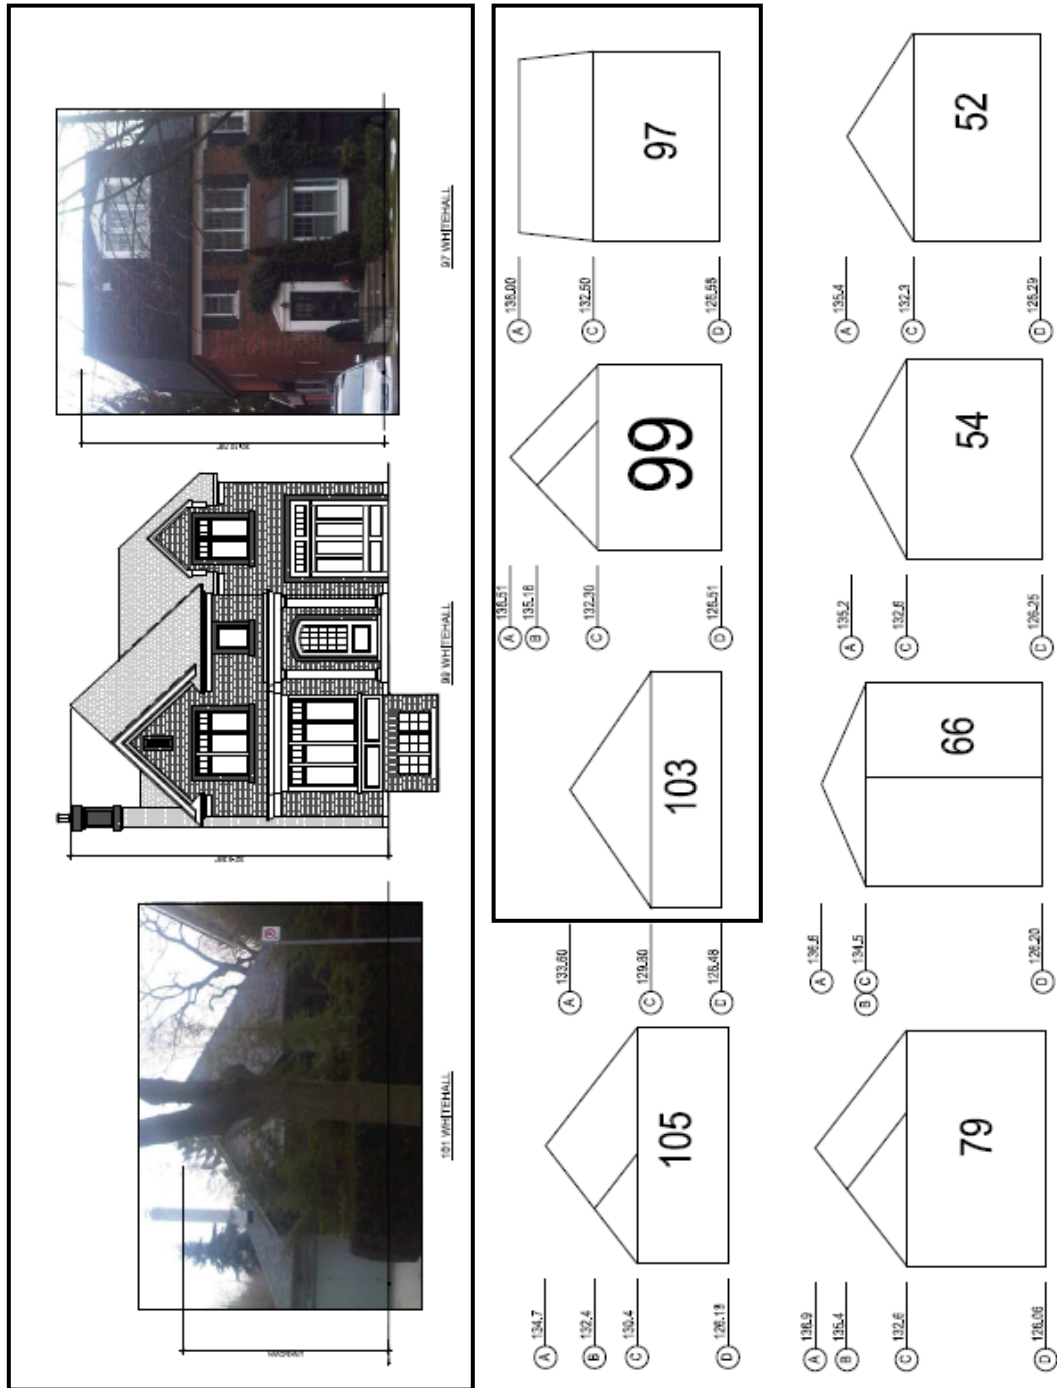 101 WHITEHALL
99 WHITEHALL
97 WHITEHALL
A 134.7
B 132.4
C 130.4
D 126.18
105
A 133.60
C 129.80
D 126.48
103
A 136.51
B 135.18
C 132.30
D 126.51
99
A 136.00
C 132.50
D 126.58
97
A 136.9
B 135.4
C 132.6
D 126.06
79
A 136.6
B C 134.5
D 126.20
66
A 135.2
C 132.6
D 126.25
54
A 135.4
C 132.3
D 126.29
52